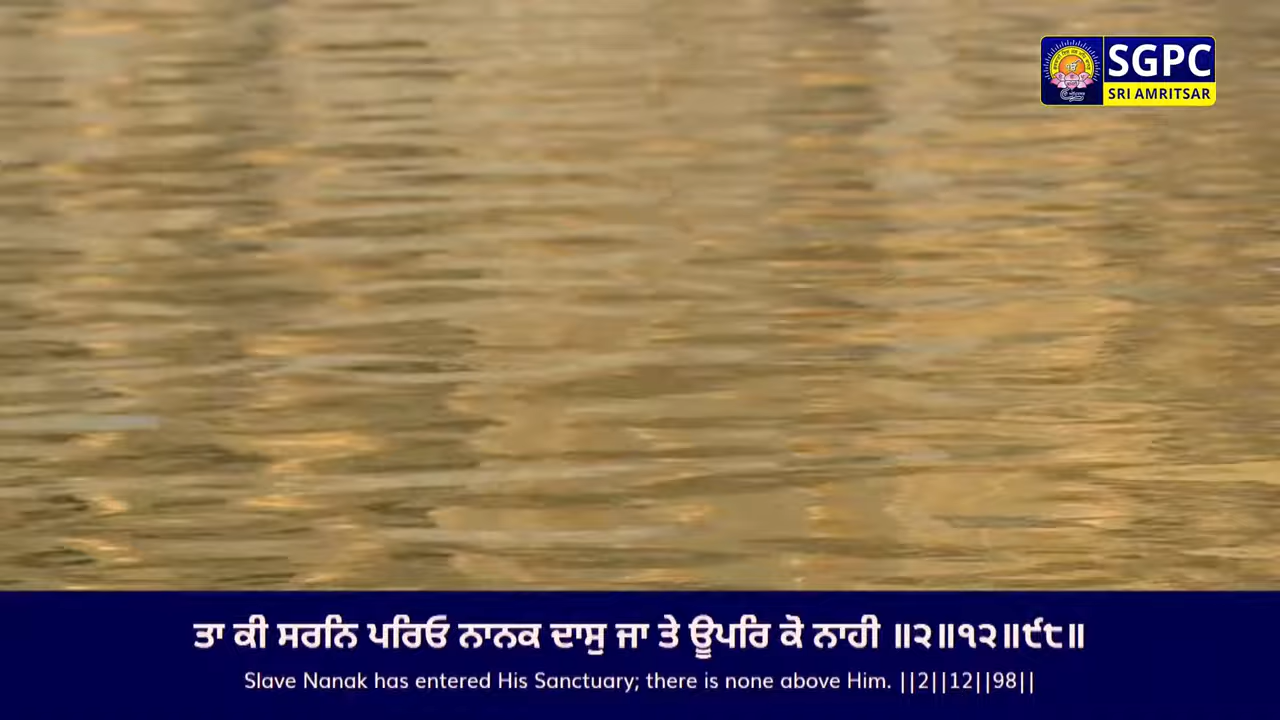 SGPC
SRI AMRITSAR
ਤਾ ਕੀ ਸਰਨਿ ਪਰਿਓ ਨਾਨਕ ਦਾਸੁ ਜਾ ਤੇ ਊਪਰਿ ਕੋ ਨਾਹੀ ॥੨॥੧੨॥੯੮॥
Slave Nanak has entered His Sanctuary; there is none above Him. ||2||12||98||